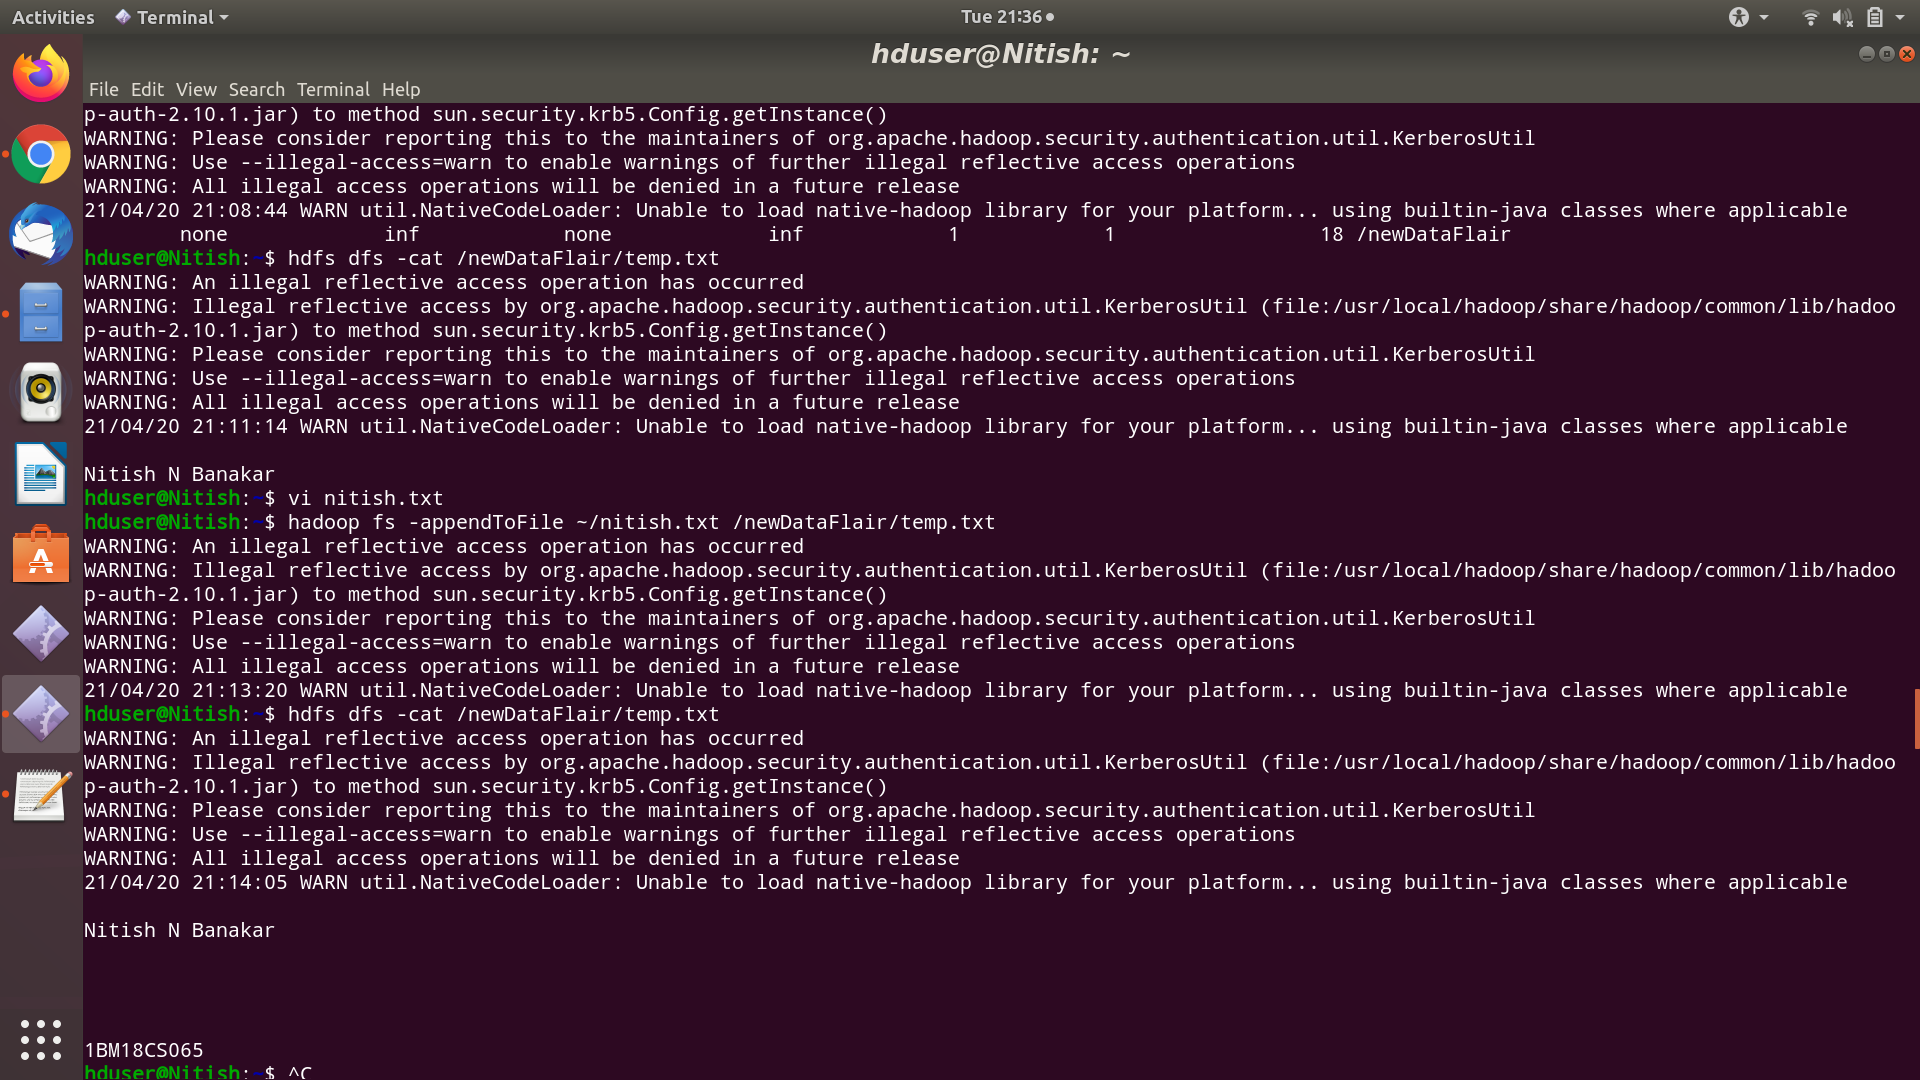 Activities Terminal Tue 21:36
hduser@Nitish: ~
File Edit View Search Terminal Help
p-auth-2.10.1.jar) to method sun.security.krb5.Config.getInstance()
WARNING: Please consider reporting this to the maintainers of org.apache.hadoop.security.authentication.util.KerberosUtil
WARNING: Use --illegal-access=warn to enable warnings of further illegal reflective access operations
WARNING: All illegal access operations will be denied in a future release
21/04/20 21:08:44 WARN util.NativeCodeLoader: Unable to load native-hadoop library for your platform... using builtin-java classes where applicable
        none             inf            none             inf            1            1                 18 /newDataFlair
hduser@Nitish:~$ hdfs dfs -cat /newDataFlair/temp.txt
WARNING: An illegal reflective access operation has occurred
WARNING: Illegal reflective access by org.apache.hadoop.security.authentication.util.KerberosUtil (file:/usr/local/hadoop/share/hadoop/common/lib/hadoo
p-auth-2.10.1.jar) to method sun.security.krb5.Config.getInstance()
WARNING: Please consider reporting this to the maintainers of org.apache.hadoop.security.authentication.util.KerberosUtil
WARNING: Use --illegal-access=warn to enable warnings of further illegal reflective access operations
WARNING: All illegal access operations will be denied in a future release
21/04/20 21:11:14 WARN util.NativeCodeLoader: Unable to load native-hadoop library for your platform... using builtin-java classes where applicable
Nitish N Banakar
hduser@Nitish:~$ vi nitish.txt
hduser@Nitish:~$ hadoop fs -appendToFile ~/nitish.txt /newDataFlair/temp.txt
WARNING: An illegal reflective access operation has occurred
WARNING: Illegal reflective access by org.apache.hadoop.security.authentication.util.KerberosUtil (file:/usr/local/hadoop/share/hadoop/common/lib/hadoo
p-auth-2.10.1.jar) to method sun.security.krb5.Config.getInstance()
WARNING: Please consider reporting this to the maintainers of org.apache.hadoop.security.authentication.util.KerberosUtil
WARNING: Use --illegal-access=warn to enable warnings of further illegal reflective access operations
WARNING: All illegal access operations will be denied in a future release
21/04/20 21:13:20 WARN util.NativeCodeLoader: Unable to load native-hadoop library for your platform... using builtin-java classes where applicable
hduser@Nitish:~$ hdfs dfs -cat /newDataFlair/temp.txt
WARNING: An illegal reflective access operation has occurred
WARNING: Illegal reflective access by org.apache.hadoop.security.authentication.util.KerberosUtil (file:/usr/local/hadoop/share/hadoop/common/lib/hadoo
p-auth-2.10.1.jar) to method sun.security.krb5.Config.getInstance()
WARNING: Please consider reporting this to the maintainers of org.apache.hadoop.security.authentication.util.KerberosUtil
WARNING: Use --illegal-access=warn to enable warnings of further illegal reflective access operations
WARNING: All illegal access operations will be denied in a future release
21/04/20 21:14:05 WARN util.NativeCodeLoader: Unable to load native-hadoop library for your platform... using builtin-java classes where applicable
Nitish N Banakar
1BM18CS065
hduser@Nitish:~$ ^C